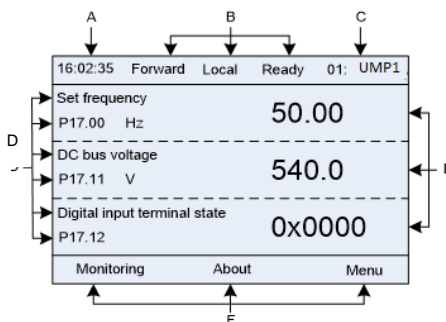 A B C
16:02:35 Forward Local Ready 01: UMP1
Set frequency
P17.00 Hz 50.00
D
DC bus voltage
P17.11 V 540.0
Digital input terminal state
P17.12 0x0000
Monitoring About Menu